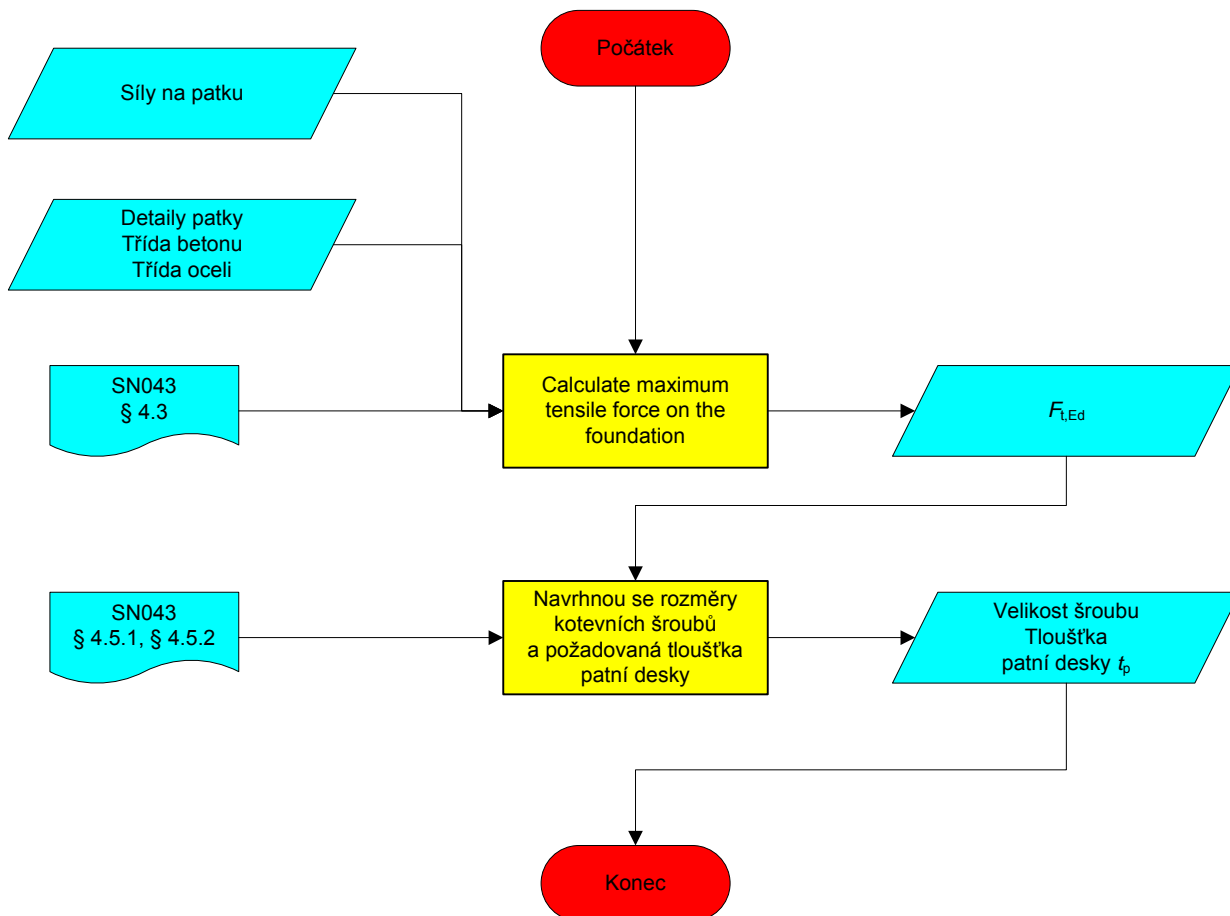 Počátek
Síly na patku
Detaily patky
Třída betonu
Třída oceli
SN043
§ 4.3
Calculate maximum
tensile force on the
foundation
Ft,Ed
SN043
§ 4.5.1, § 4.5.2
Navrhnou se rozměry
kotevních šroubů
a požadovaná tloušťka
patní desky
Velikost šroubu
Tloušťka
patní desky tp
Konec